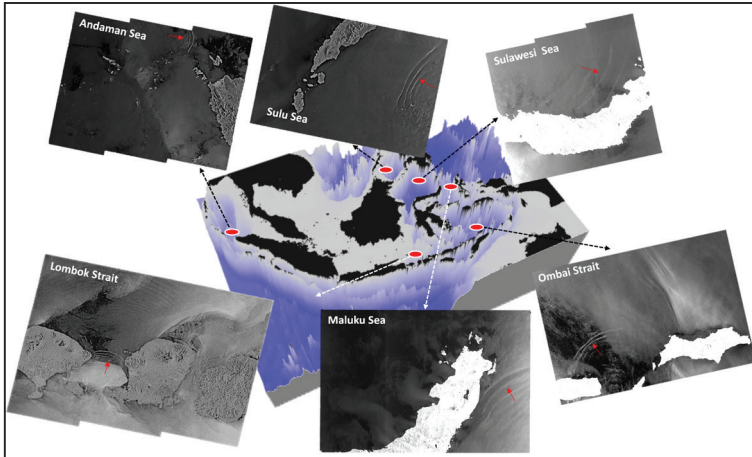 Andaman Sea
Sulu Sea
Sulawesi Sea
Lombok Strait
Maluku Sea
Ombai Strait